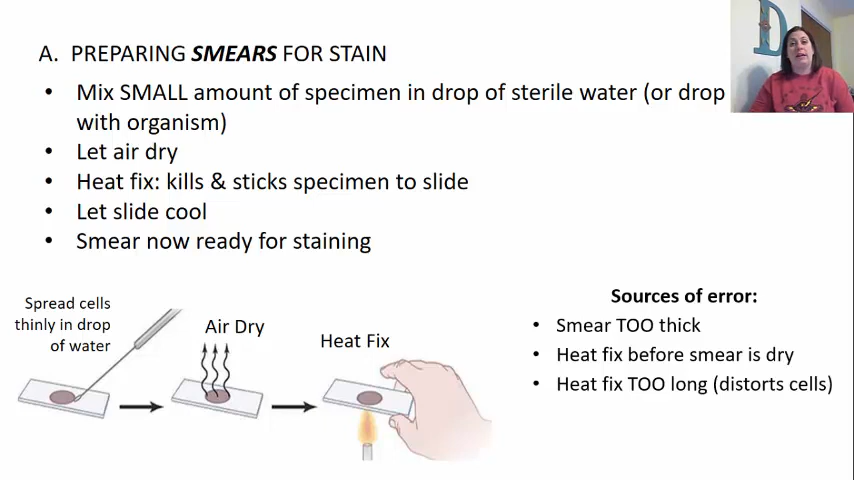 A. PREPARING SMEARS FOR STAIN
• Mix SMALL amount of specimen in drop of sterile water (or drop
with organism)
• Let air dry
• Heat fix: kills & sticks specimen to slide
• Let slide cool
• Smear now ready for staining
Spread cells
thinly in drop
of water
Air Dry
Heat Fix
Sources of error:
• Smear TOO thick
• Heat fix before smear is dry
• Heat fix TOO long (distorts cells)
D